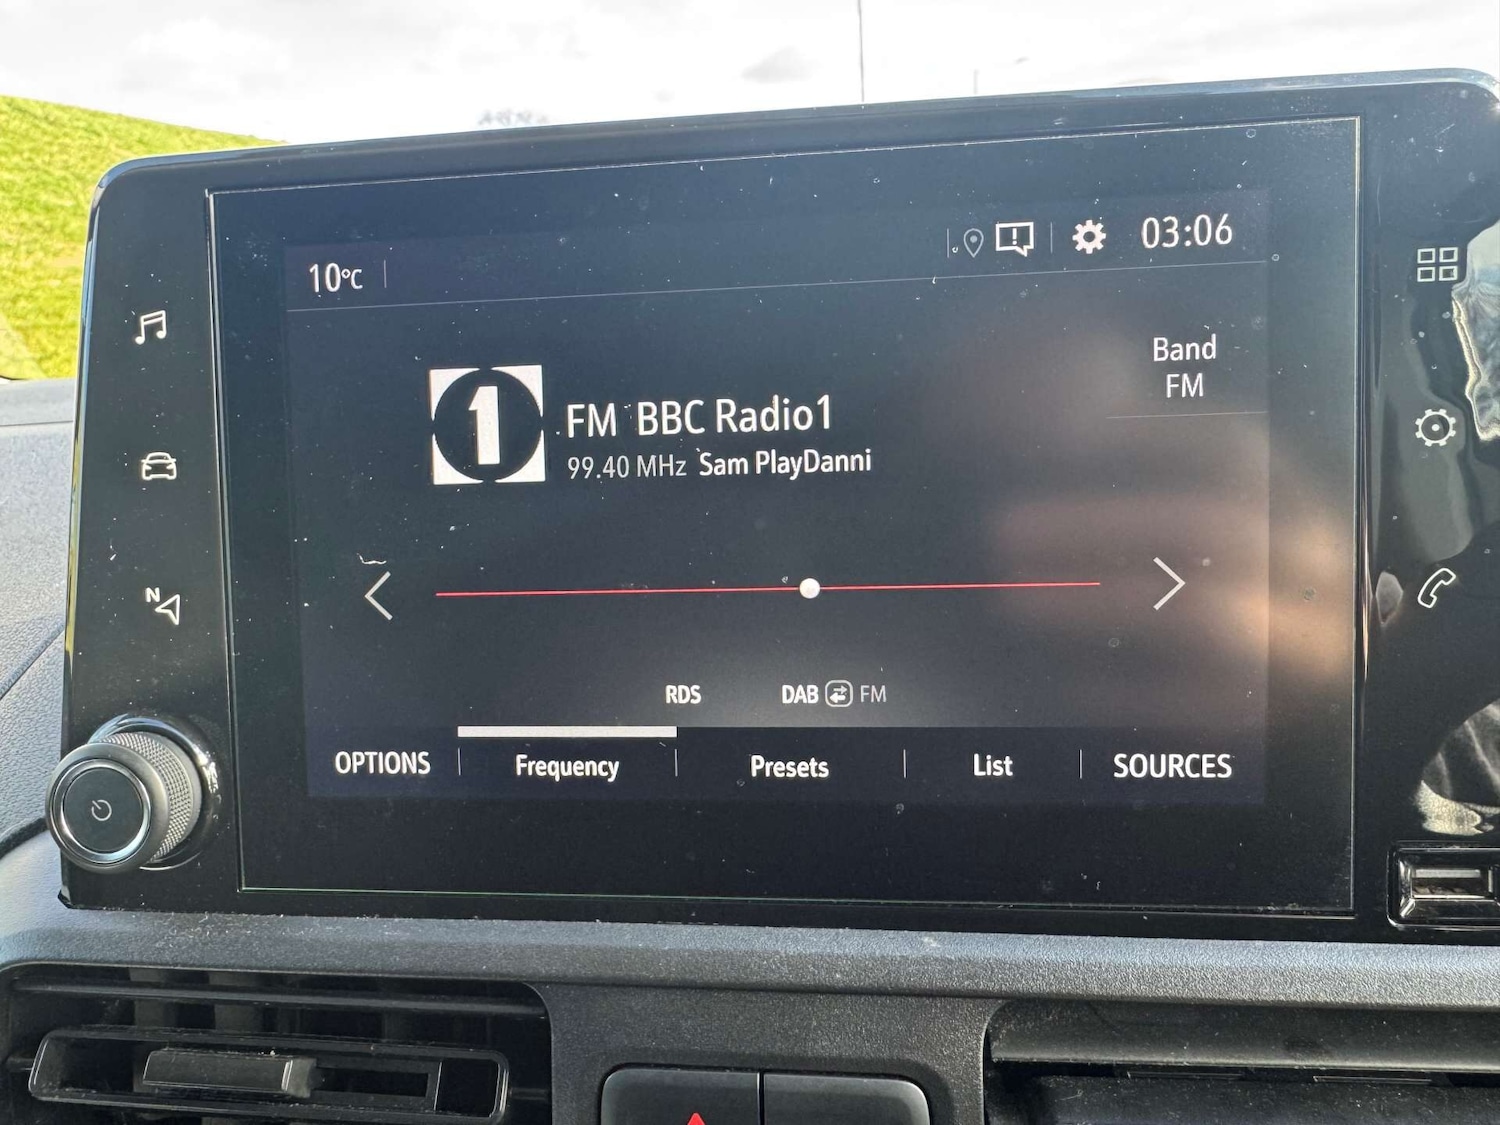 10°C
03:06
Band
FM
1
FM BBC Radio1
99.40 MHz Sam PlayDanni
N
RDS
DAB FM
OPTIONS
Frequency
Presets
List
SOURCES